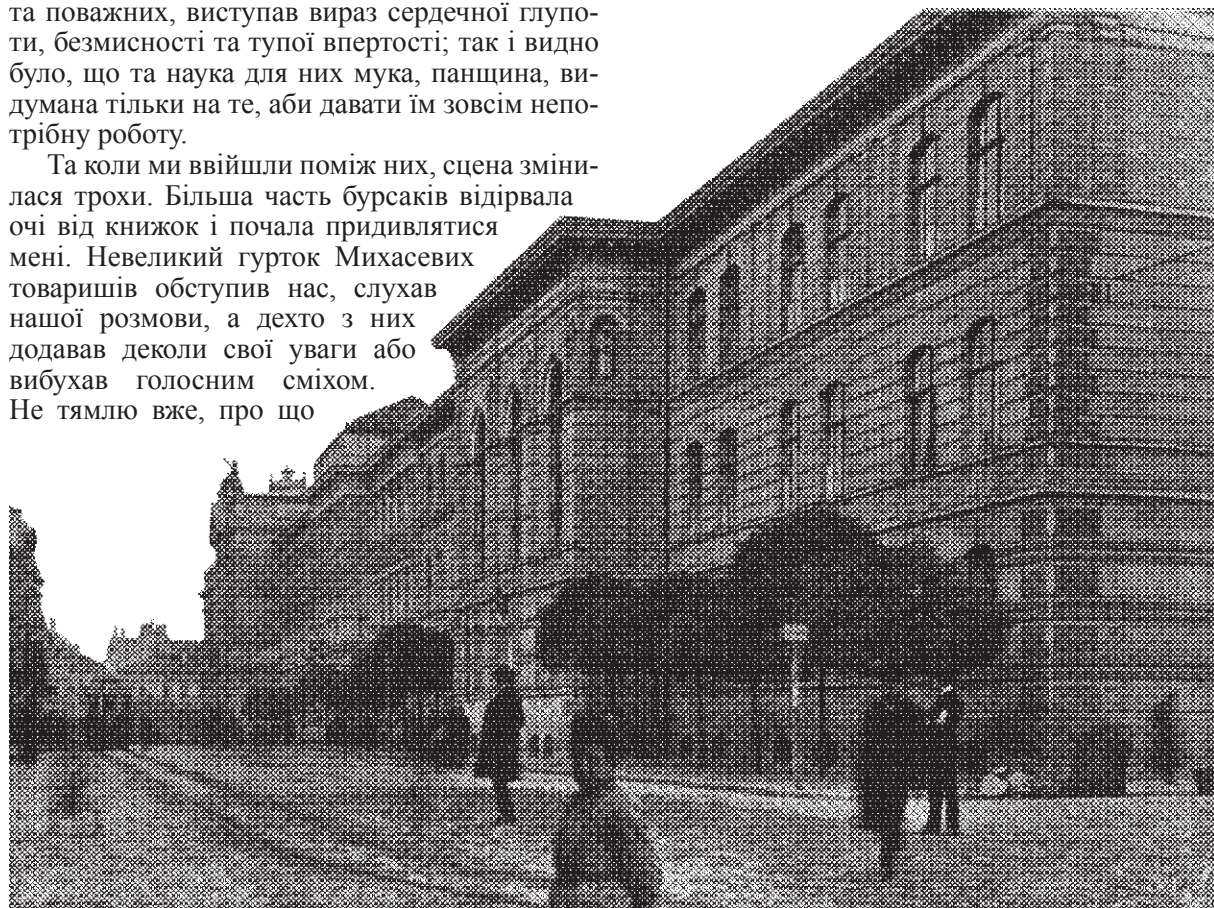 та поважних, виступав вираз сердечної глупо-
ти, безмисності та тупої впертості; так і видно
було, що та наука для них мука, панщина, ви-
думана тільки на те, аби давати їм зовсім непо-
трібну роботу.
Та коли ми ввійшли поміж них, сцена зміни-
лася трохи. Більша часть бурсаків відірвала
очі від книжок і почала придивлятися
мені. Невеликий гурток Михасевих
товаришів обступив нас, слухав
нашої розмови, а дехто з них
додавав деколи свої уваги або
вибухав голосним сміхом.
Не тямлю вже, про що